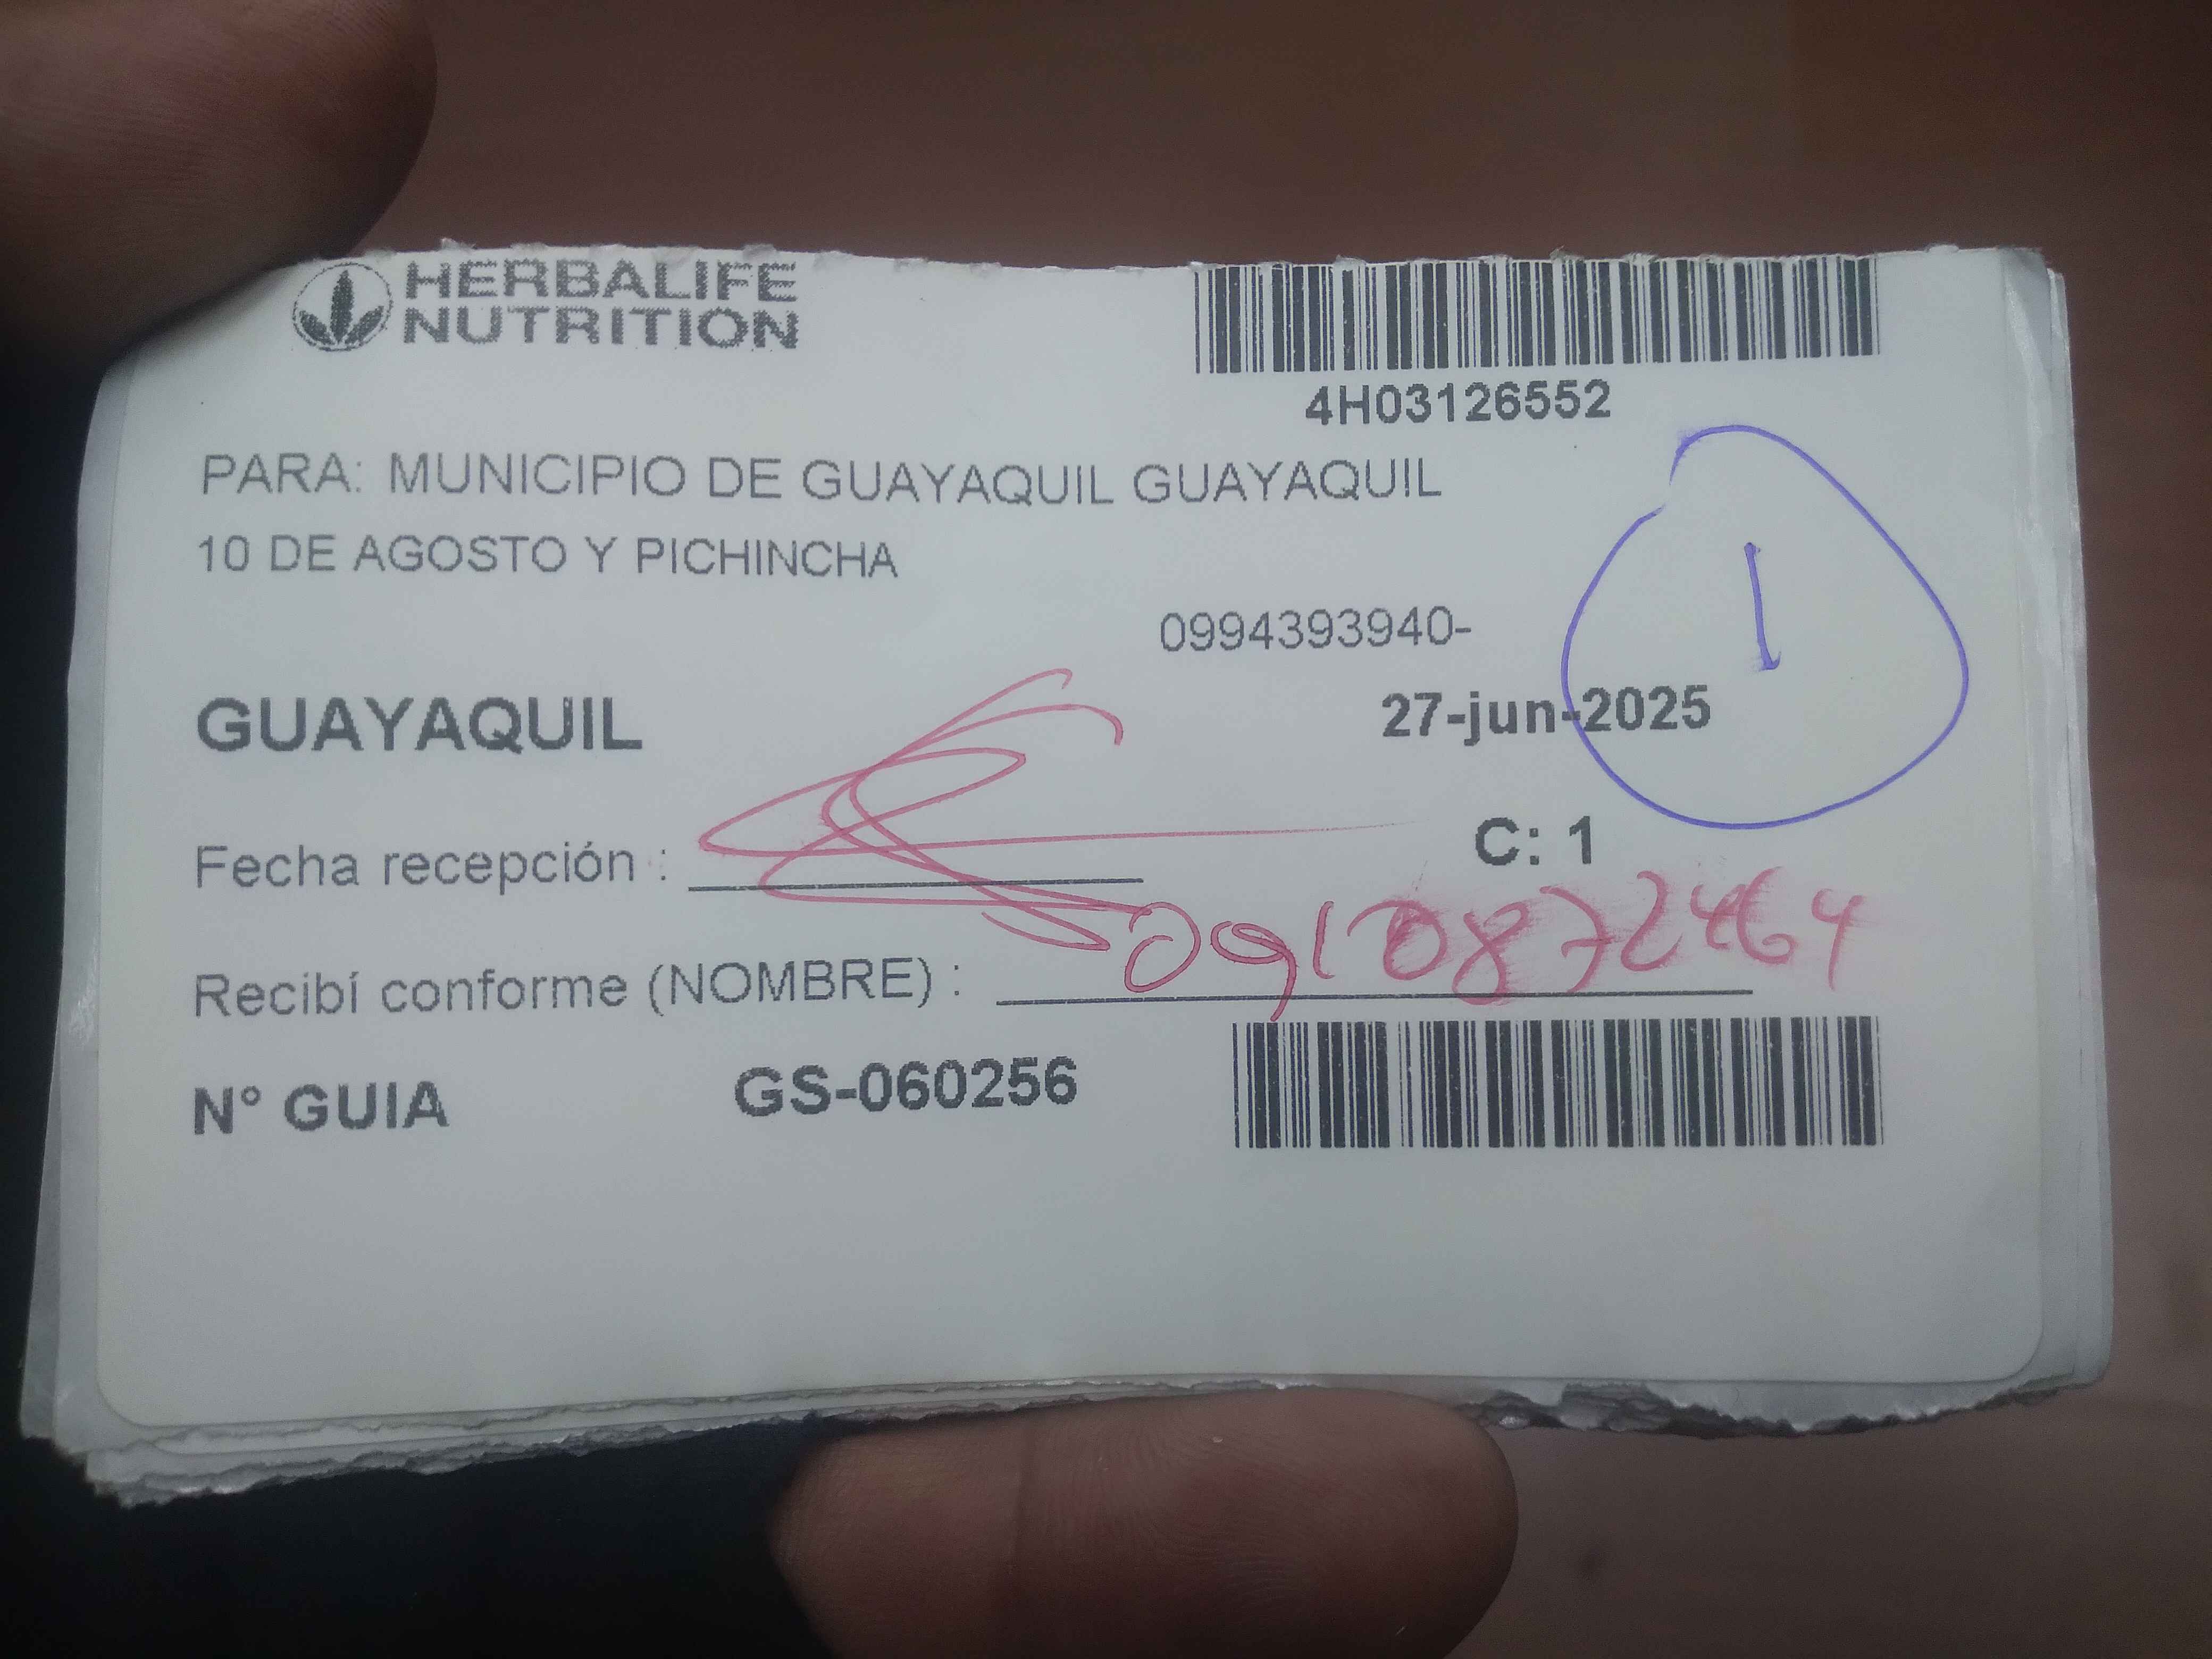 HERBALIFE
NUTRITION
4H03126552
PARA: MUNICIPIO DE GUAYAQUIL GUAYAQUIL
10 DE AGOSTO Y PICHINCHA
1
0994393940-
GUAYAQUIL
27-jun-2025
Fecha recepción :
C: 1
Recibí conforme (NOMBRE) : 0910872464
N° GUIA GS-060256